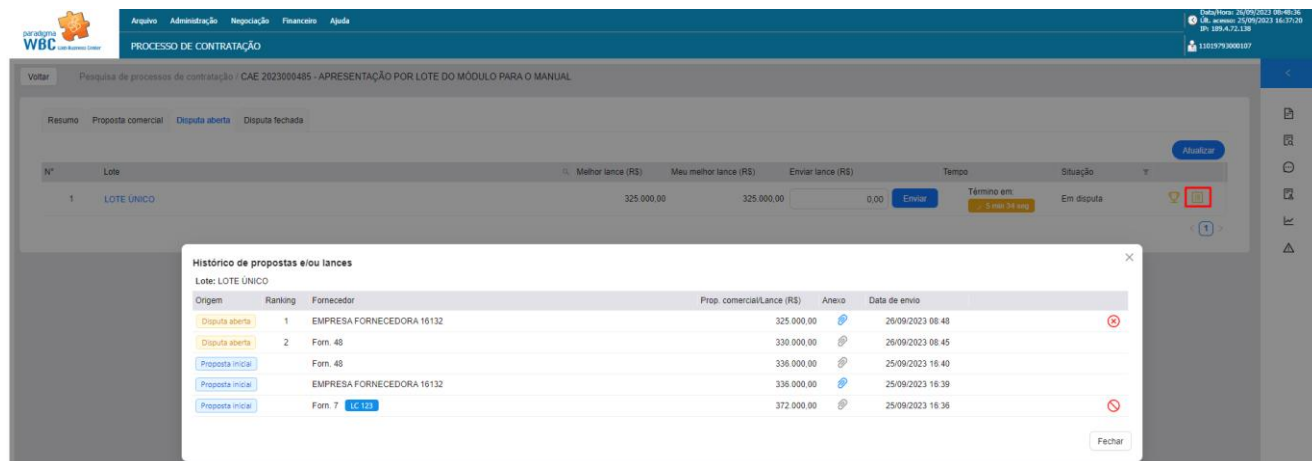 Arquivo Administração Negociação Financeiro Ajuda
Data/Hora: 26/09/2023 08:48:36
Últ. acesso: 25/09/2023 16:37:20
IP: 189.4.72.138
paradigma
WBC
PROCESSO DE CONTRATAÇÃO
11019793000107
Voltar Pesquisa de processos de contratação / CAE 2023000485 - APRESENTAÇÃO POR LOTE DO MÓDULO PARA O MANUAL
Resumo Proposta comercial Disputa aberta Disputa fechada
Atualizar
N° Lote Melhor lance (R$) Meu melhor lance (R$) Enviar lance (R$) Tempo Situação
1 LOTE ÚNICO 325.000,00 325.000,00 0,00 Enviar Término em: 5 min 34 seg Em disputa
1
Histórico de propostas e/ou lances
Lote: LOTE ÚNICO
Origem Ranking Fornecedor Prop. comercial/Lance (R$) Anexo Data de envio
Disputa aberta 1 EMPRESA FORNECEDORA 16132 325.000,00 26/09/2023 08:48
Disputa aberta 2 Forn. 48 330.000,00 26/09/2023 08:45
Proposta inicial Forn. 48 336.000,00 25/09/2023 16:40
Proposta inicial EMPRESA FORNECEDORA 16132 336.000,00 25/09/2023 16:39
Proposta inicial Forn. 7 LC 123 372.000,00 25/09/2023 16:36
Fechar